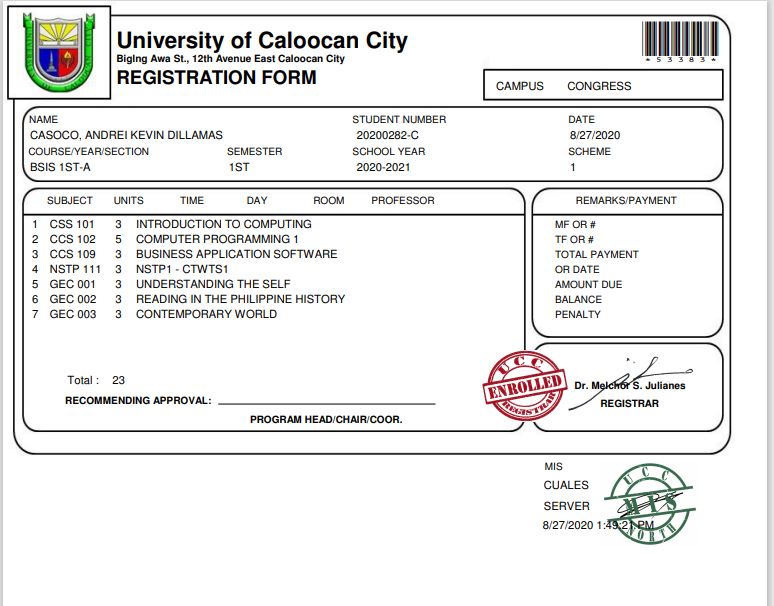 University of Caloocan City
Biglng Awa St., 12th Avenue East Caloocan City
REGISTRATION FORM
*53383*
CAMPUS CONGRESS
NAME STUDENT NUMBER DATE
CASOCO, ANDREI KEVIN DILLAMAS 20200282-C 8/27/2020
COURSE/YEAR/SECTION SEMESTER SCHOOL YEAR SCHEME
BSIS 1ST-A 1ST 2020-2021 1
SUBJECT UNITS TIME DAY ROOM PROFESSOR
1 CSS 101 3 INTRODUCTION TO COMPUTING
2 CCS 102 5 COMPUTER PROGRAMMING 1
3 CCS 109 3 BUSINESS APPLICATION SOFTWARE
4 NSTP 111 3 NSTP1 - CTWTS1
5 GEC 001 3 UNDERSTANDING THE SELF
6 GEC 002 3 READING IN THE PHILIPPINE HISTORY
7 GEC 003 3 CONTEMPORARY WORLD
Total : 23
RECOMMENDING APPROVAL:
PROGRAM HEAD/CHAIR/COOR.
REMARKS/PAYMENT
MF OR #
TF OR #
TOTAL PAYMENT
OR DATE
AMOUNT DUE
BALANCE
PENALTY
UCC
ENROLLED
REGISTRAR
Dr. Melchor S. Julianes
REGISTRAR
MIS
CUALES
SERVER
8/27/2020 1:49:21 PM
UCC
MIS
NORTH